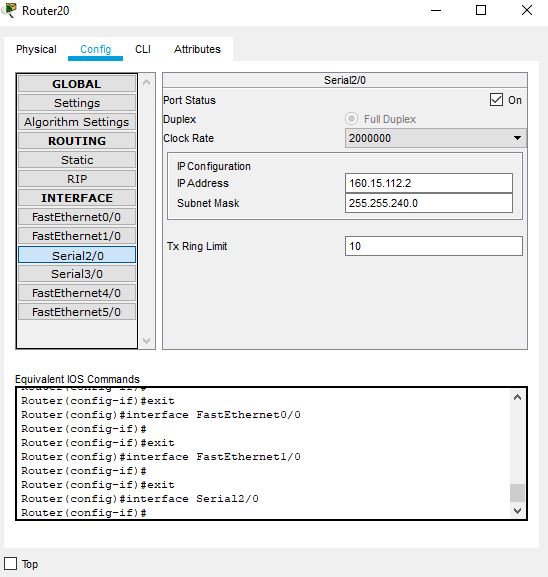 Router20
Physical Config CLI Attributes
GLOBAL
Settings
Algorithm Settings
ROUTING
Static
RIP
INTERFACE
FastEthernet0/0
FastEthernet1/0
Serial2/0
Serial3/0
FastEthernet4/0
FastEthernet5/0
Serial2/0
Port Status On
Duplex Full Duplex
Clock Rate 2000000
IP Configuration
IP Address 160.15.112.2
Subnet Mask 255.255.240.0
Tx Ring Limit 10
Equivalent IOS Commands
Router(config-if)#
Router(config-if)#exit
Router(config)#interface FastEthernet0/0
Router(config-if)#
Router(config-if)#exit
Router(config)#interface FastEthernet1/0
Router(config-if)#
Router(config-if)#exit
Router(config)#interface Serial2/0
Router(config-if)#
Top